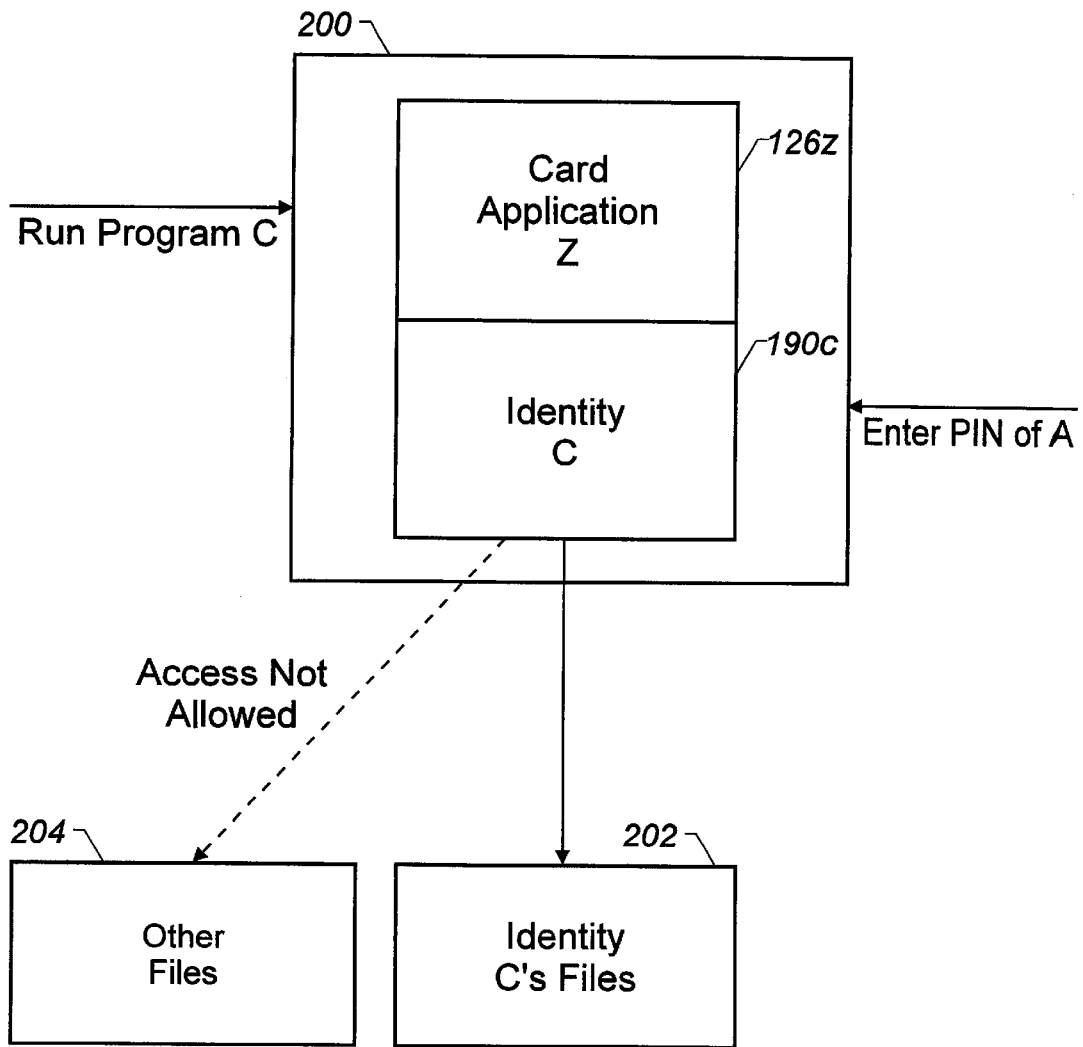 200
Card
Application
Z
126z
Run Program C
190c
Identity
C
Enter PIN of A
Access Not
Allowed
204
202
Other
Files
Identity
C's Files